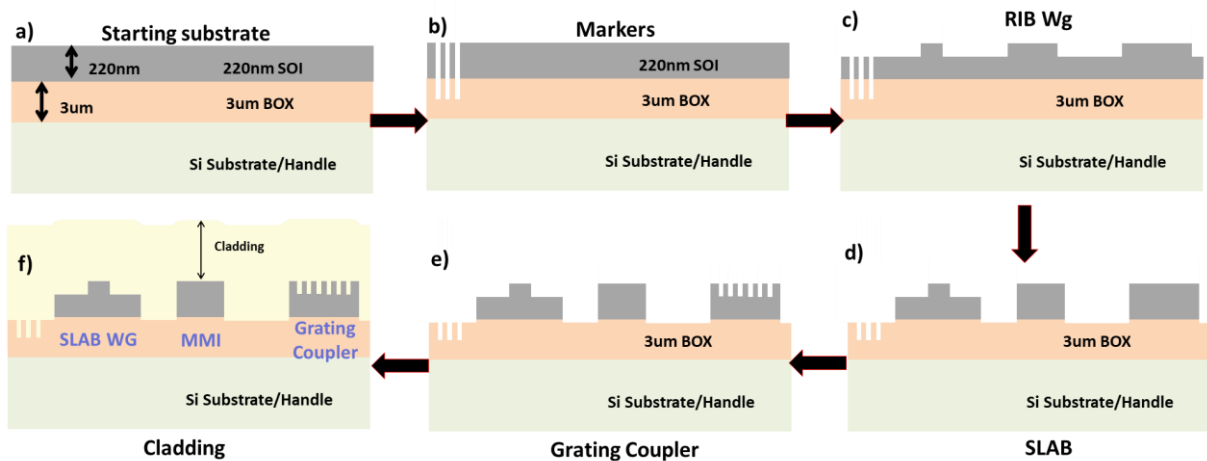 a)
Starting substrate
220nm
220nm SOI
3um
3um BOX
Si Substrate/Handle
b)
Markers
220nm SOI
3um BOX
Si Substrate/Handle
c)
RIB Wg
3um BOX
Si Substrate/Handle
d)
3um BOX
Si Substrate/Handle
SLAB
e)
3um BOX
Si Substrate/Handle
Grating Coupler
f)
Cladding
SLAB WG
MMI
Grating
Coupler
Si Substrate/Handle
Cladding